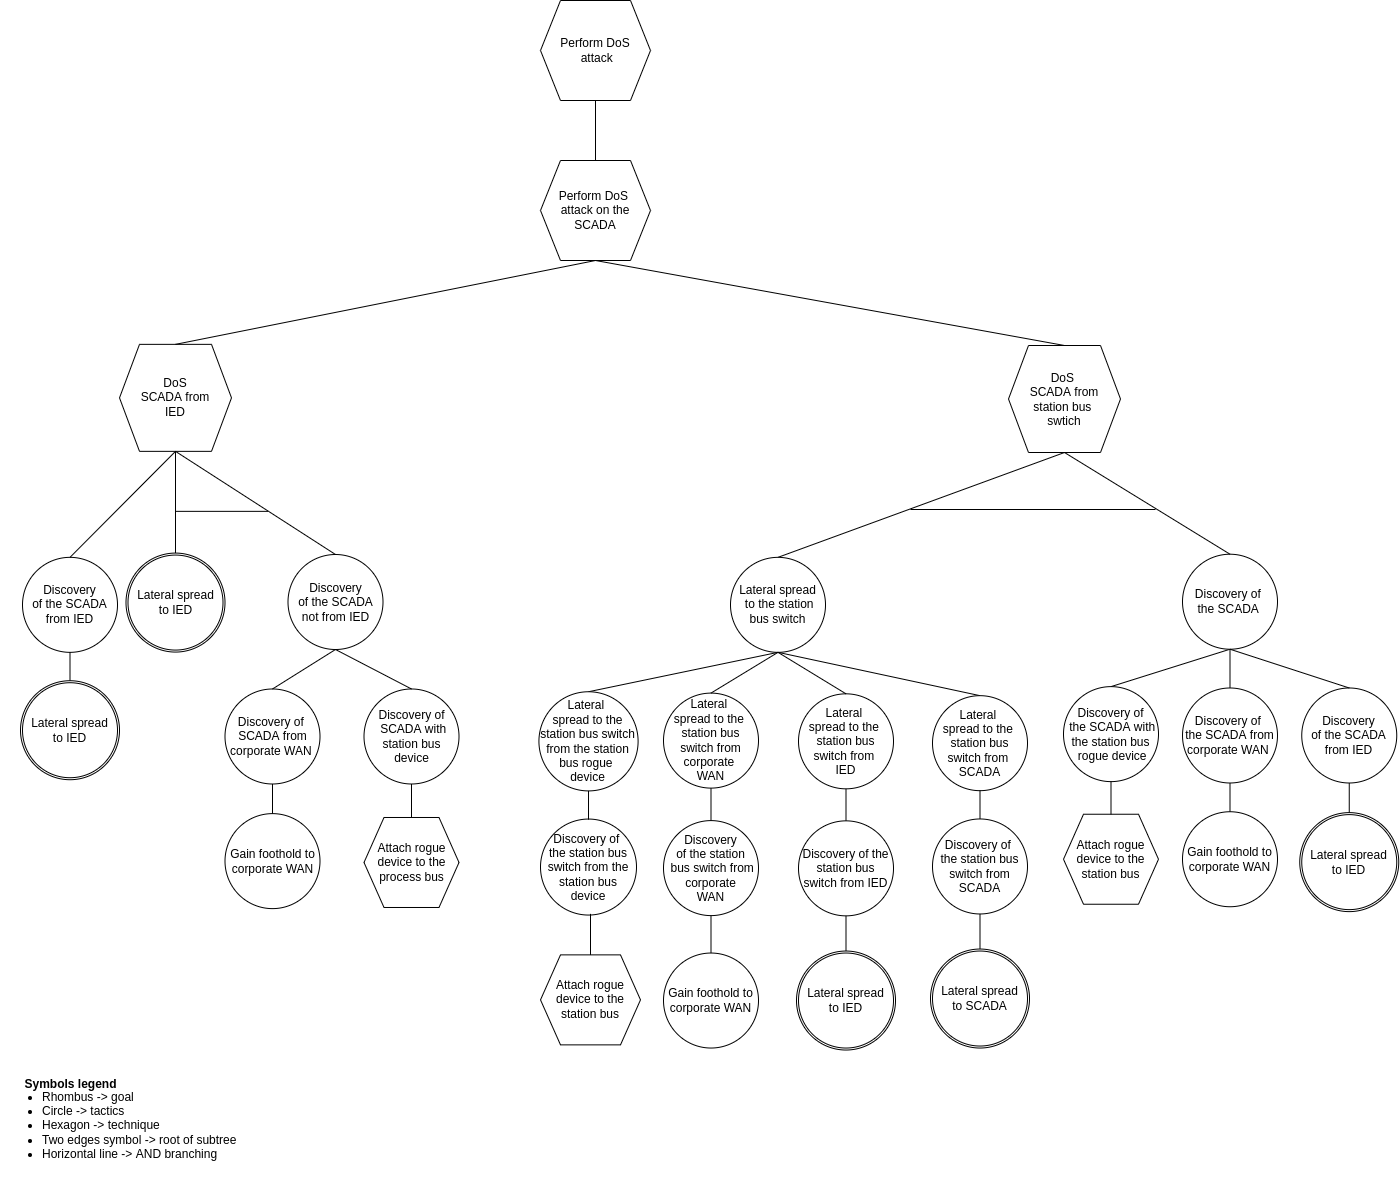 Perform DoS
attack
Perform DoS
attack on the
SCADA
DoS
SCADA from
IED
DoS
SCADA from
station bus
swtich
Discovery
of the SCADA
from IED
Lateral spread
to IED
Discovery
of the SCADA
not from IED
Lateral spread
to the station
bus switch
Discovery of
the SCADA
Lateral spread
to IED
Discovery of
SCADA from
corporate WAN
Discovery of
SCADA with
station bus
device
Lateral
spread to the
station bus switch
from the station
bus rogue
device
Lateral
spread to the
station bus
switch from
corporate
WAN
Lateral
spread to the
station bus
switch from
IED
Lateral
spread to the
station bus
switch from
SCADA
Discovery of
the SCADA with
the station bus
rogue device
Discovery of
the SCADA from
corporate WAN
Discovery
of the SCADA
from IED
Gain foothold to
corporate WAN
Attach rogue
device to the
process bus
Discovery of
the station bus
switch from the
station bus
device
Discovery
of the station
bus switch from
corporate
WAN
Discovery of the
station bus
switch from IED
Discovery of
the station bus
switch from
SCADA
Attach rogue
device to the
station bus
Gain foothold to
corporate WAN
Lateral spread
to IED
Attach rogue
device to the
station bus
Gain foothold to
corporate WAN
Lateral spread
to IED
Lateral spread
to SCADA
Symbols legend
Rhombus -> goal
Circle -> tactics
Hexagon -> technique
Two edges symbol -> root of subtree
Horizontal line -> AND branching